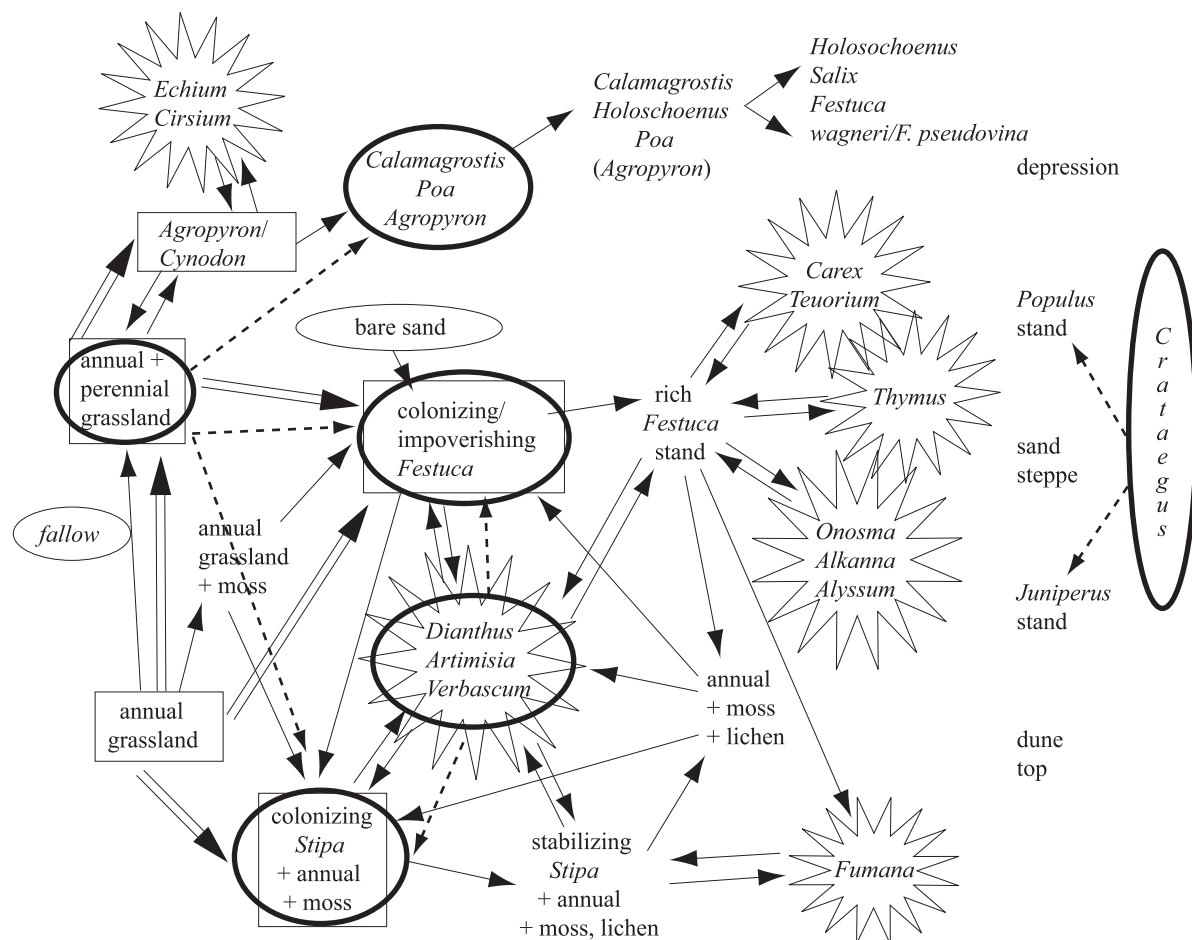 Echium
Cirsium
Calamagrostis
Holoschoenus
Poa
(Agropyron)
Holosochoenus
Salix
Festuca
wagneri/F. pseudovina
depression
Calamagrostis
Poa
Agropyron
Agropyron/
Cynodon
Carex
Teuorium
Populus
stand
Crataegus
bare sand
annual +
perennial
grassland
colonizing/
impoverishing
Festuca
rich
Festuca
stand
Thymus
sand
steppe
fallow
annual
grassland
+ moss
Onosma
Alkanna
Alyssum
Juniperus
stand
Dianthus
Artimisia
Verbascum
annual
grassland
annual
+ moss
+ lichen
dune
top
colonizing
Stipa
+ annual
+ moss
stabilizing
Stipa
+ annual
+ moss, lichen
Fumana